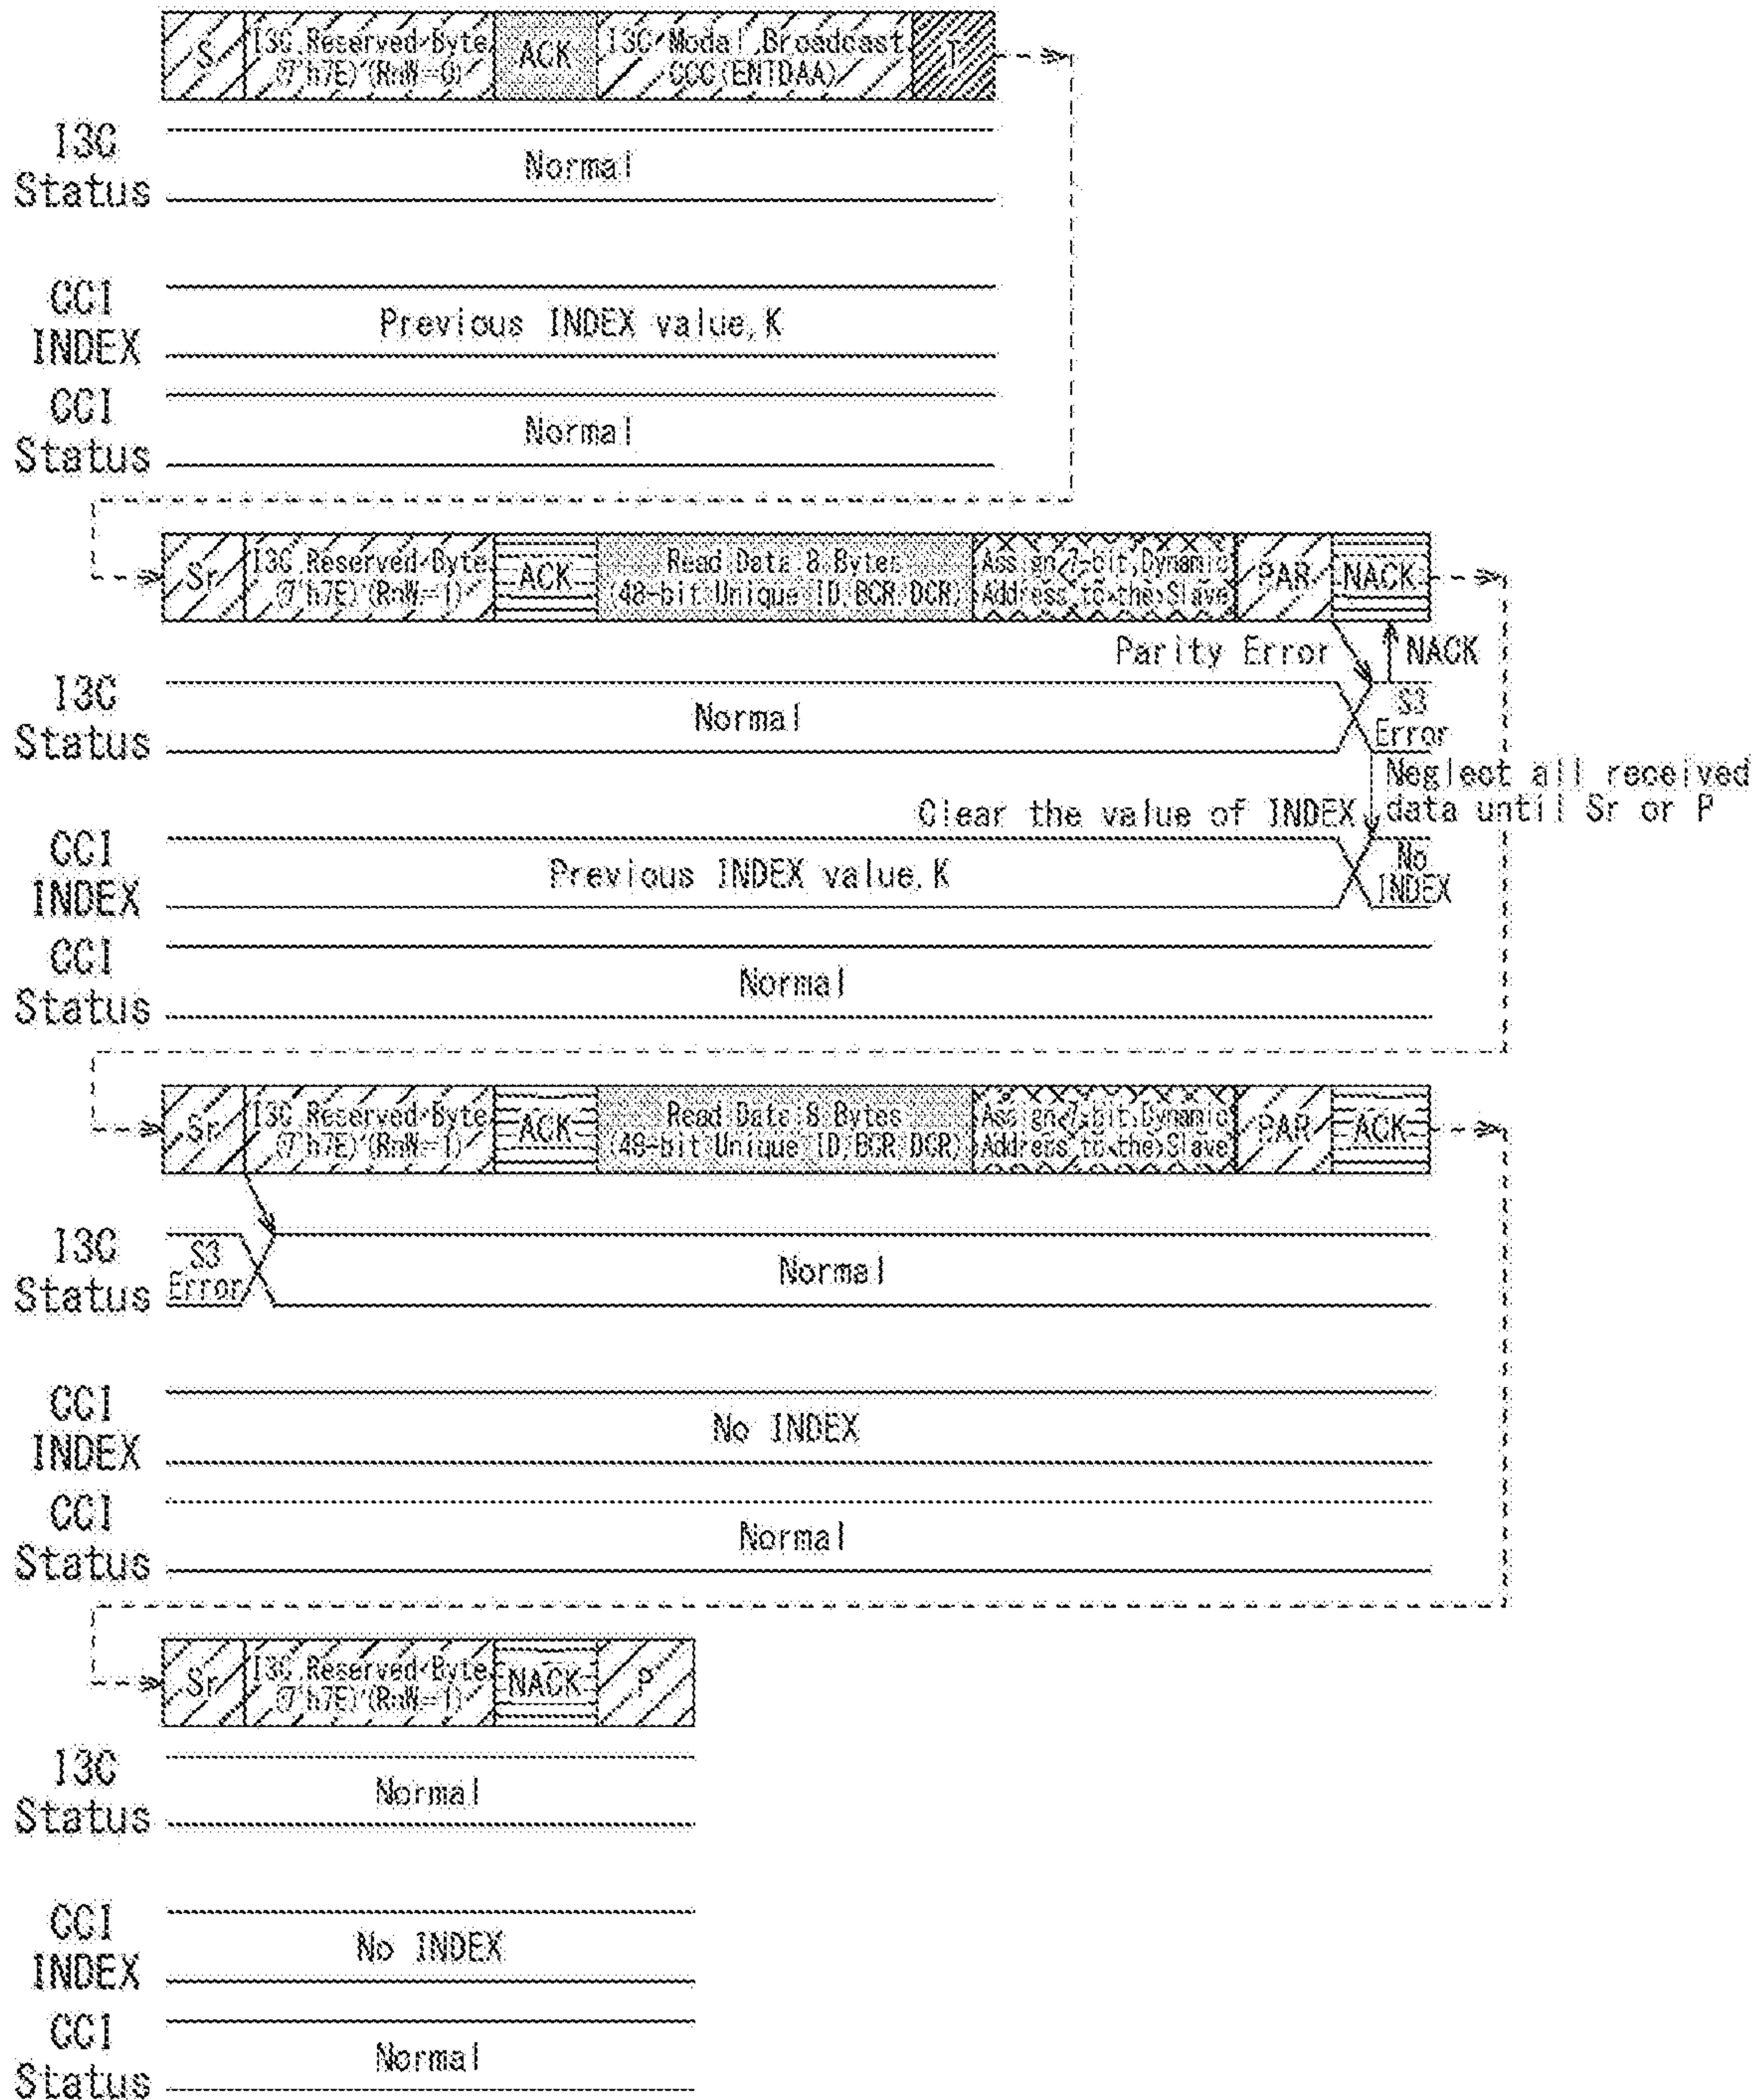 S I3C Reserved Byte ACK I3C Modal Broadcast T
(7'h7E) (RnW=0) CCC (ENTDAA)
I3C
Status
Normal
CCI
INDEX
Previous INDEX value, K
CCI
Status
Normal
Sr I3C Reserved Byte ACK Read Data 8 Bytes Assign 7-bit Dynamic PAR NACK
(7'h7E) (RnW=1) (48-bit Unique ID, BCR, DCR) Address to the Slave
Parity Error NACK
I3C
Status
Normal
S3
Error
Neglect all received
data until Sr or P
Clear the value of INDEX
CCI
INDEX
Previous INDEX value, K
No
INDEX
CCI
Status
Normal
Sr I3C Reserved Byte ACK Read Data 8 Bytes Assign 7-bit Dynamic PAR ACK
(7'h7E) (RnW=1) (48-bit Unique ID, BCR, DCR) Address to the Slave
I3C
Status
S3
Error
Normal
CCI
INDEX
No INDEX
CCI
Status
Normal
Sr I3C Reserved Byte NACK P
(7'h7E) (RnW=1)
I3C
Status
Normal
CCI
INDEX
No INDEX
CCI
Status
Normal